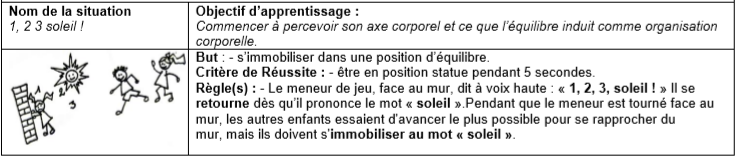 Nom de la situation
1, 2 3 soleil !
Objectif d'apprentissage :
Commencer à percevoir son axe corporel et ce que l'équilibre induit comme organisation
corporelle.
1
2
3
But : - s'immobiliser dans une position d'équilibre.
Critère de Réussite : - être en position statue pendant 5 secondes.
Règle(s) : - Le meneur de jeu, face au mur, dit à voix haute : « 1, 2, 3, soleil ! » Il se
retourne dès qu'il prononce le mot « soleil ».Pendant que le meneur est tourné face au
mur, les autres enfants essaient d'avancer le plus possible pour se rapprocher du
mur, mais ils doivent s'immobiliser au mot « soleil ».